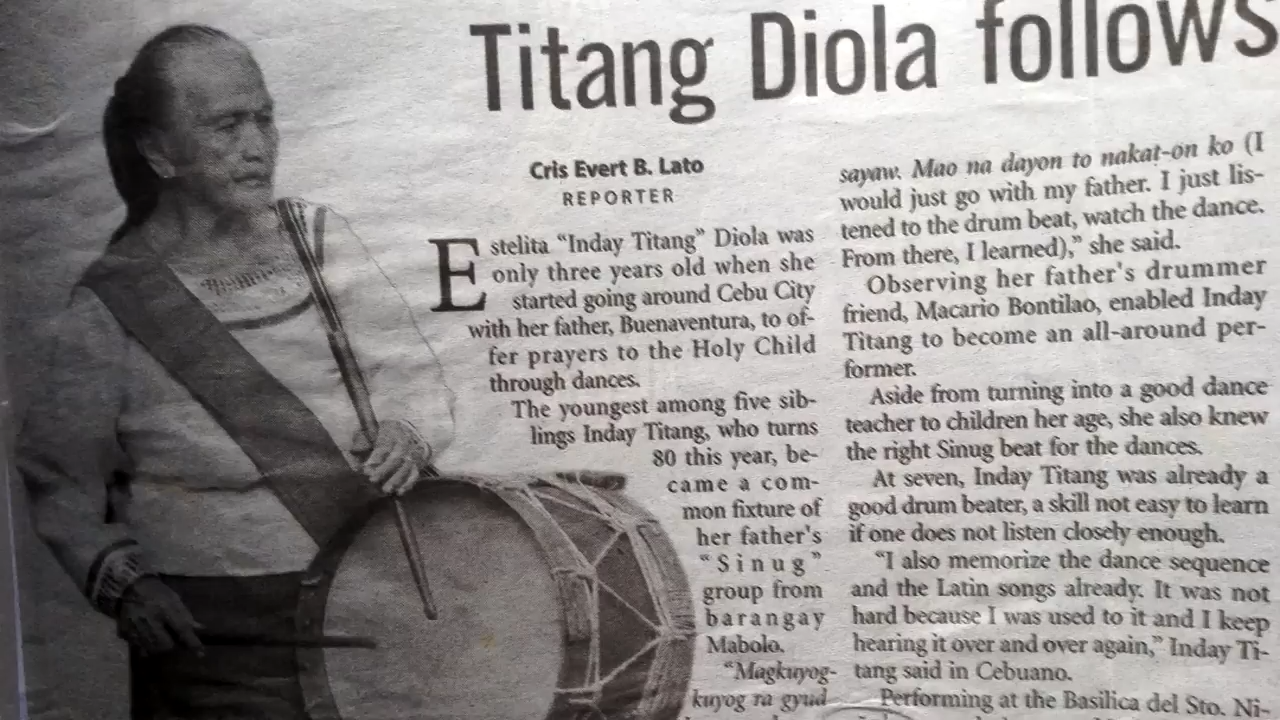 Titang Diola follows
Cris Evert B. Lato
REPORTER
Estelita “Inday Titang” Diola was
only three years old when she
started going around Cebu City
with her father, Buenaventura, to of-
fer prayers to the Holy Child
through dances.
The youngest among five sib-
lings Inday Titang, who turns
80 this year, be-
came a com-
mon fixture of
her father's
“Sinug”
group from
barangay
Mabolo.
“Magkuyog-
kuyog ra gyud
sayaw. Mao na dayon to nakat-on ko (I
would just go with my father. I just lis-
tened to the drum beat, watch the dance.
From there, I learned),” she said.
Observing her father's drummer
friend, Macario Bontilao, enabled Inday
Titang to become an all-around per-
former.
Aside from turning into a good dance
teacher to children her age, she also knew
the right Sinug beat for the dances.
At seven, Inday Titang was already a
good drum beater, a skill not easy to learn
if one does not listen closely enough.
“I also memorize the dance sequence
and the Latin songs already. It was not
hard because I was used to it and I keep
hearing it over and over again,” Inday Ti-
tang said in Cebuano.
Performing at the Basilica del Sto. Ni-